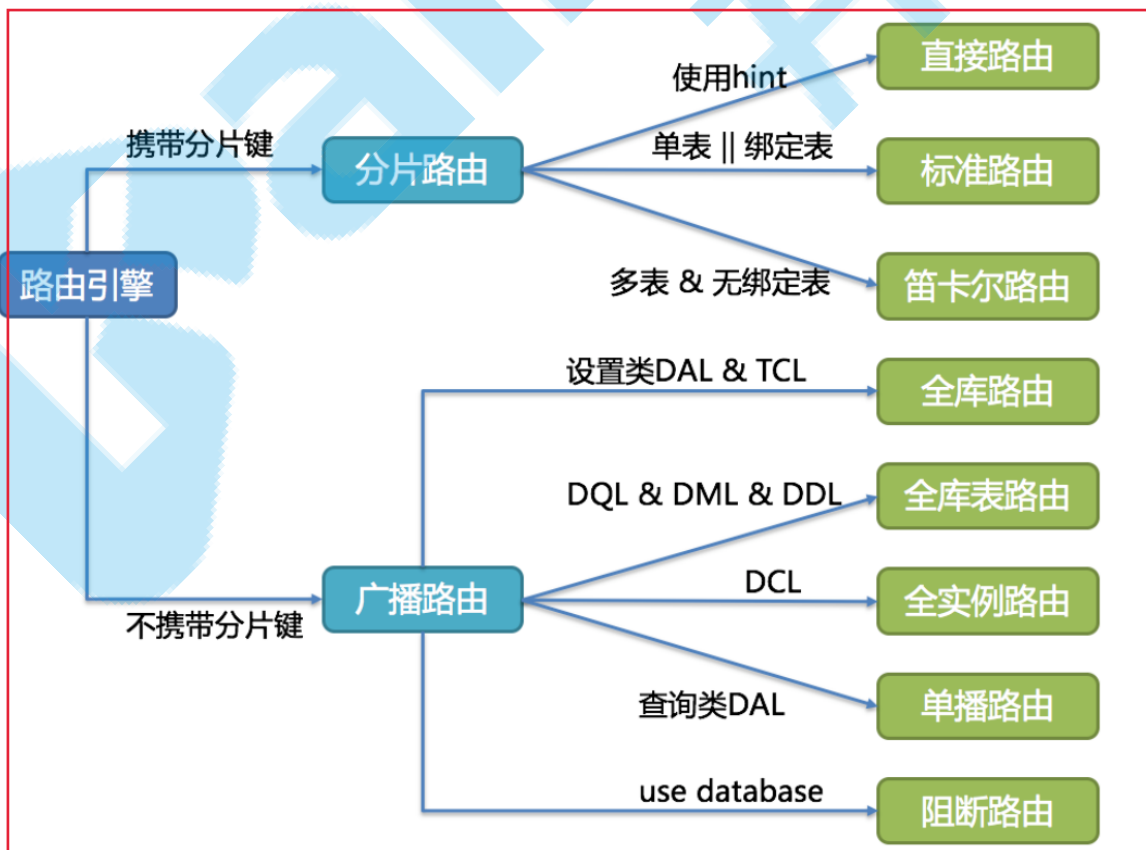 使用hint
直接路由
携带分片键
分片路由
单表 || 绑定表
标准路由
路由引擎
多表 & 无绑定表
笛卡尔路由
设置类DAL & TCL
全库路由
DQL & DML & DDL
全库表路由
不携带分片键
广播路由
DCL
全实例路由
查询类DAL
单播路由
use database
阻断路由